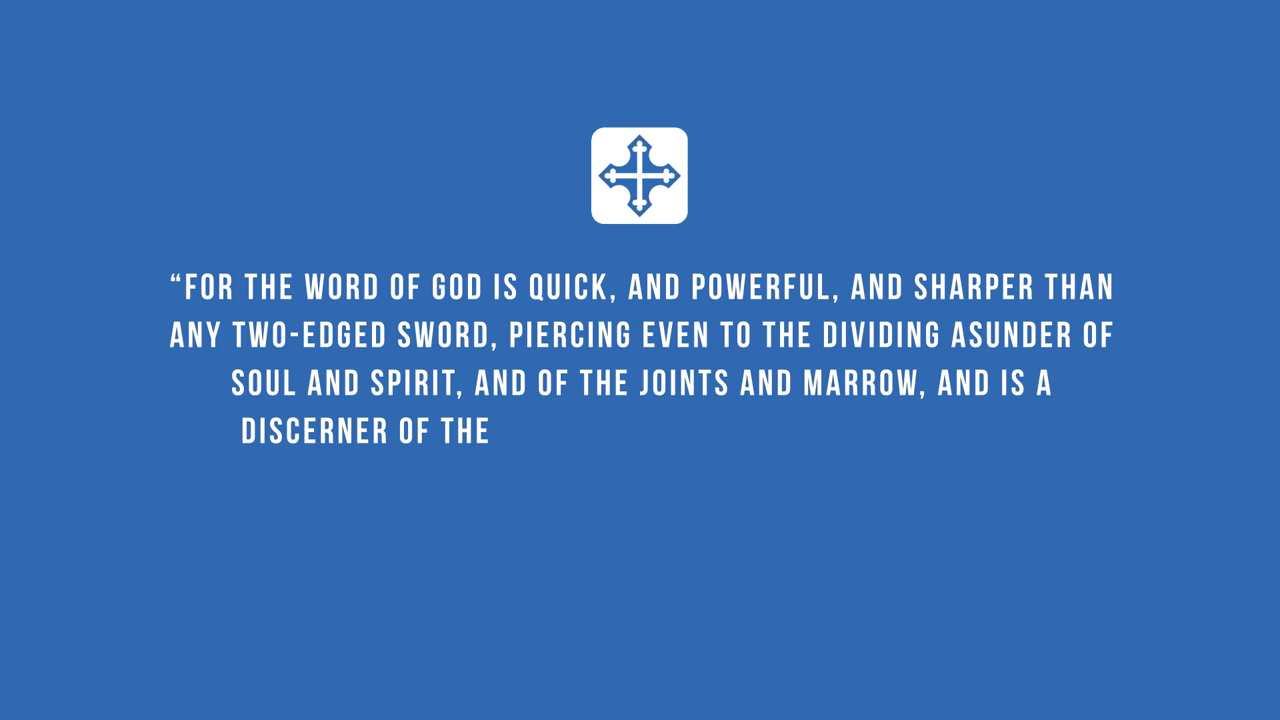 “FOR THE WORD OF GOD IS QUICK, AND POWERFUL, AND SHARPER THAN
ANY TWO-EDGED SWORD, PIERCING EVEN TO THE DIVIDING ASUNDER OF
SOUL AND SPIRIT, AND OF THE JOINTS AND MARROW, AND IS A
DISCERNER OF THE